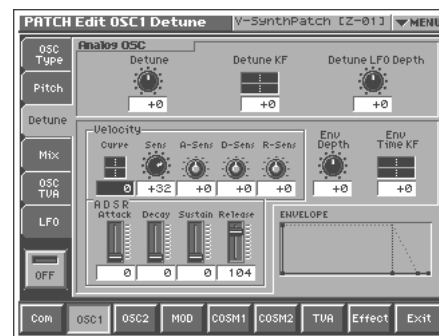 PATCH Edit OSC1 Detune V-SynthPatch [Z-01] ▼MENU
OSC Type
Pitch
Detune
Mix
OSC TVA
LFO
OFF
Analog OSC
Detune Detune KF Detune LFO Depth
+0 +0 +0
Velocity
Curve Sens A-Sens D-Sens R-Sens
0 +32 +0 +0 +0
Env Depth Env Time KF
+0 +0
ADSR
Attack Decay Sustain Release
0 0 0 104
ENVELOPE
Com OSC1 OSC2 MOD COSM1 COSM2 TVA Effect Exit